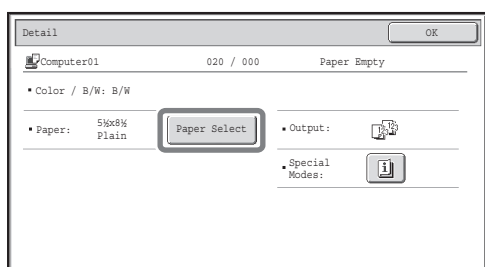 Detail OK
Computer01 020 / 000 Paper Empty
▪ Color / B/W: B/W
▪ Paper: 5½x8½ Plain Paper Select ▪ Output:
▪ Special Modes: